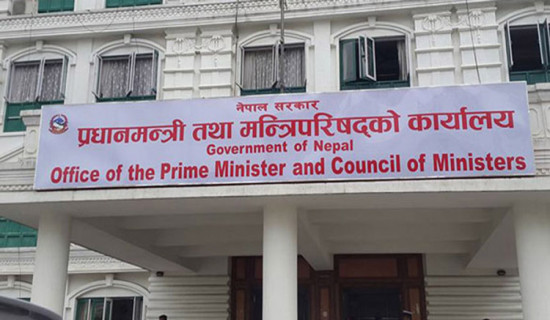 नेपाल सरकार
प्रधानमन्त्री तथा मन्त्रिपरिषद्को कार्यालय
Government of Nepal
Office of the Prime Minister and Council of Ministers